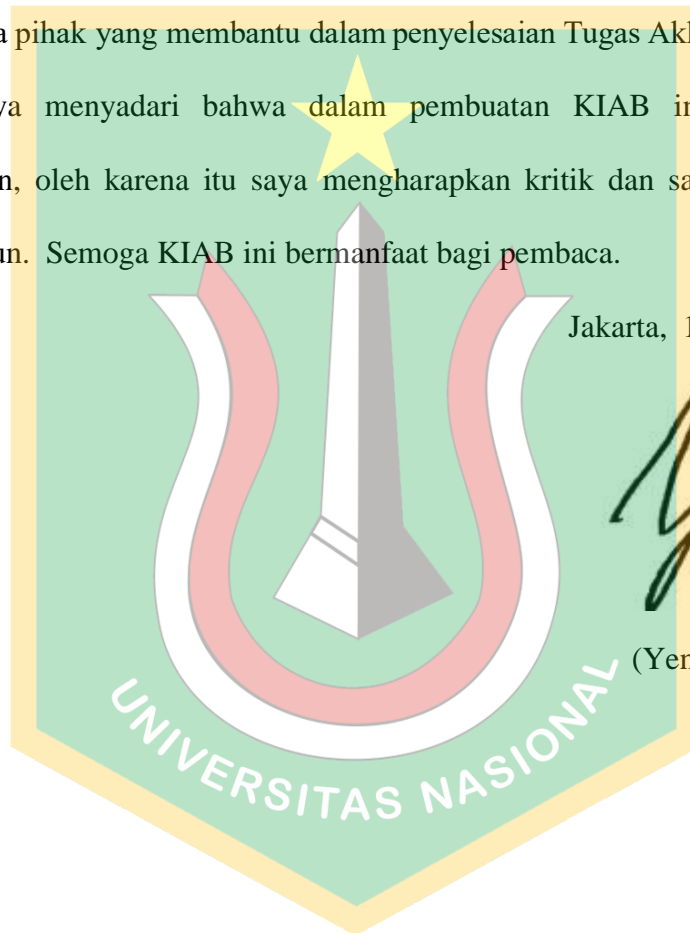 pihak yang membantu dalam penyelesaian Tugas
menyadari bahwa dalam pembuatan KIAB
oleh karena itu saya mengharapkan kritik dan
Semoga KIAB ini bermanfaat bagi pembaca.
Jakarta,
UNIVERSITAS NASIONAL